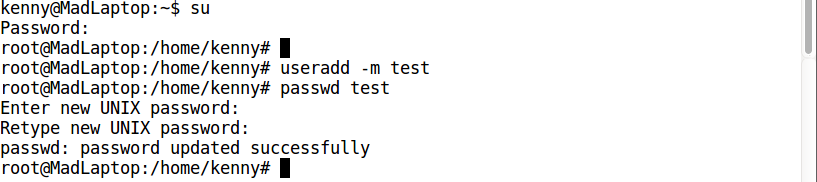 kenny@MadLaptop:~$ su
Password:
root@MadLaptop:/home/kenny#
root@MadLaptop:/home/kenny# useradd -m test
root@MadLaptop:/home/kenny# passwd test
Enter new UNIX password:
Retype new UNIX password:
passwd: password updated successfully
root@MadLaptop:/home/kenny#